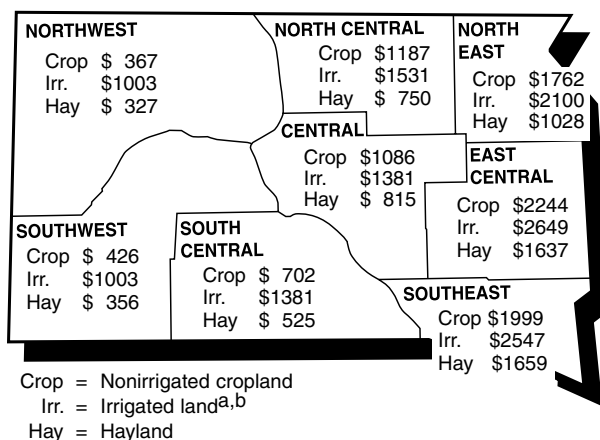 NORTHWEST
Crop $ 367
Irr. $1003
Hay $ 327
NORTH CENTRAL
Crop $1187
Irr. $1531
Hay $ 750
NORTH
EAST
Crop $1762
Irr. $2100
Hay $1028
CENTRAL
Crop $1086
Irr. $1381
Hay $ 815
EAST
CENTRAL
Crop $2244
Irr. $2649
Hay $1637
SOUTHWEST
Crop $ 426
Irr. $1003
Hay $ 356
SOUTH
CENTRAL
Crop $ 702
Irr. $1381
Hay $ 525
SOUTHEAST
Crop $1999
Irr. $2547
Hay $1659
Crop = Nonirrigated cropland
Irr. = Irrigated landa,b
Hay = Hayland